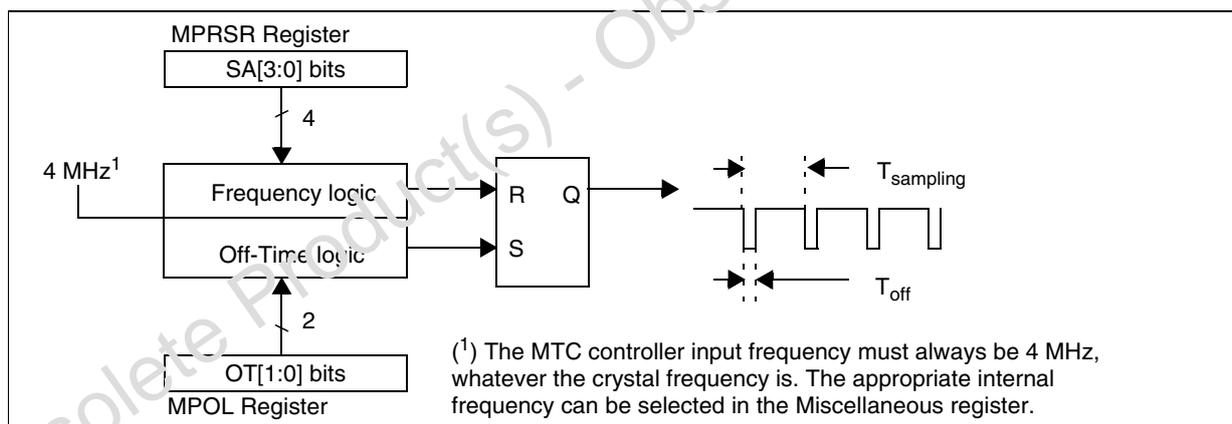 MPRSR Register
SA[3:0] bits
4
4 MHz¹
Frequency logic
Off-Time logic
R Q
S
T_sampling
T_off
2
OT[1:0] bits
MPOL Register
(¹) The MTC controller input frequency must always be 4 MHz,
whatever the crystal frequency is. The appropriate internal
frequency can be selected in the Miscellaneous register.
Product(s) -